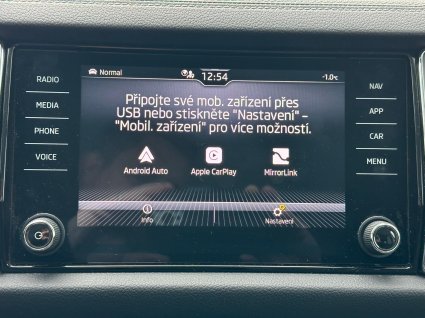 RADIO
MEDIA
PHONE
VOICE
Normal
12:54
-1.0°C
Připojte své mob. zařízení přes
USB nebo stiskněte "Nastavení" –
"Mobil. zařízení" pro více možností.
Android Auto
Apple CarPlay
MirrorLink
Info
Nastavení
NAV
APP
CAR
MENU